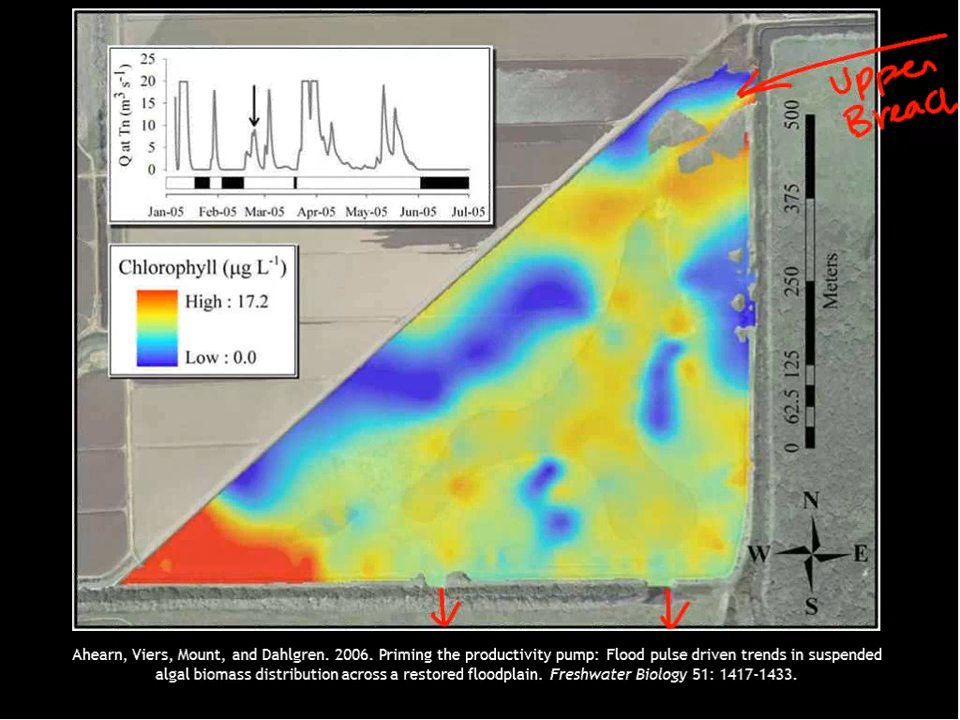 Q at Tn (m³ s⁻¹)
25
20
15
10
5
0
Jan-05 Feb-05 Mar-05 Apr-05 May-05 Jun-05 Jul-05
Chlorophyll (µg L⁻¹)
High : 17.2
Low : 0.0
Upper
Breach
0 62.5 125 250 375 500
Meters
N
W E
S
Ahearn, Viers, Mount, and Dahlgren. 2006. Priming the productivity pump: Flood pulse driven trends in suspended
algal biomass distribution across a restored floodplain. Freshwater Biology 51: 1417-1433.